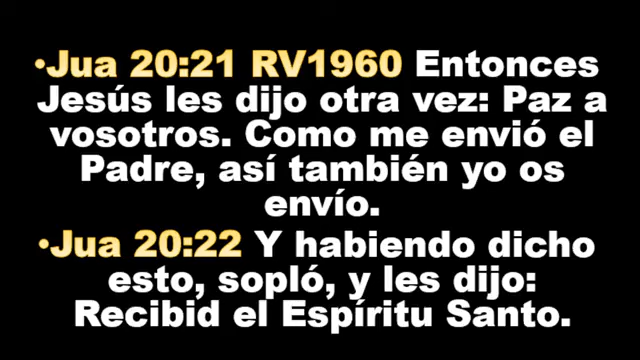 •Jua 20:21 RV1960 Entonces
Jesús les dijo otra vez: Paz a
vosotros. Como me envió el
Padre, así también yo os
envío.
•Jua 20:22 Y habiendo dicho
esto, sopló, y les dijo:
Recibid el Espíritu Santo.